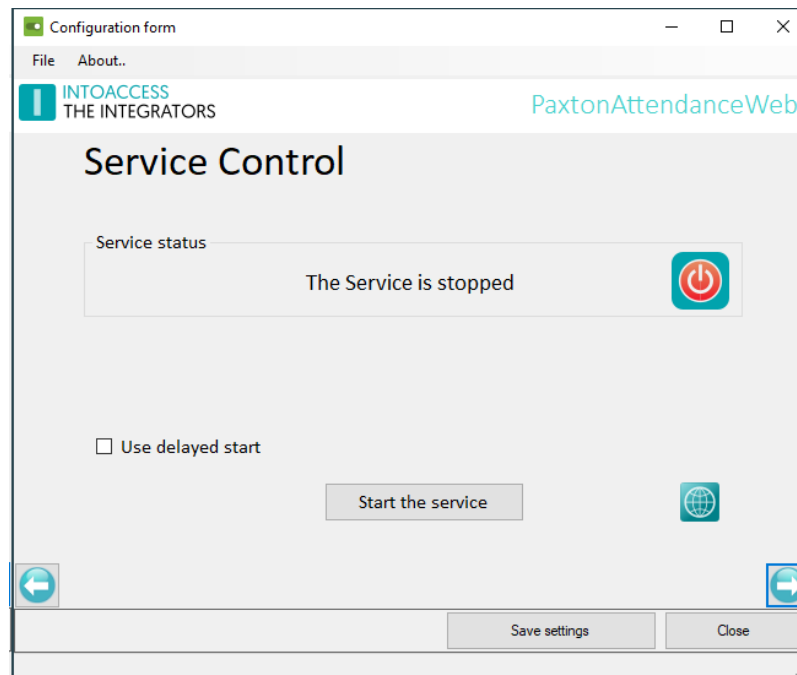 Configuration form
File About..
INTOACCESS
THE INTEGRATORS
PaxtonAttendanceWeb
Service Control
Service status
The Service is stopped
Use delayed start
Start the service
Save settings Close